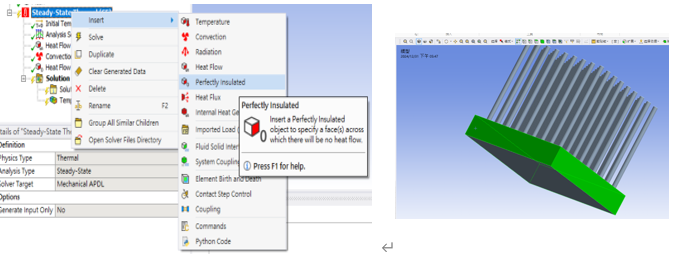 Steady-State
Initial Tem
Analysis S
Heat Flow
Convection
Heat Flow
Solution
Solu
Temp
Insert
Solve
Duplicate
Clear Generated Data
Delete
Rename F2
Group All Similar Children
Open Solver Files Directory
Temperature
Convection
Radiation
Heat Flow
Perfectly Insulated
Heat Flux
Internal Heat Ge
Imported Load
Fluid Solid Inter
System Coupling
Element Birth and Death
Contact Step Control
Coupling
Commands
Python Code
Perfectly Insulated
Insert a Perfectly Insulated
object to specify a face(s) across
which there will be no heat flow.
Press F1 for help.
etails of "Steady-State The
Definition
Physics Type Thermal
Analysis Type Steady-State
Solver Target Mechanical APDL
Options
Generate Input Only No